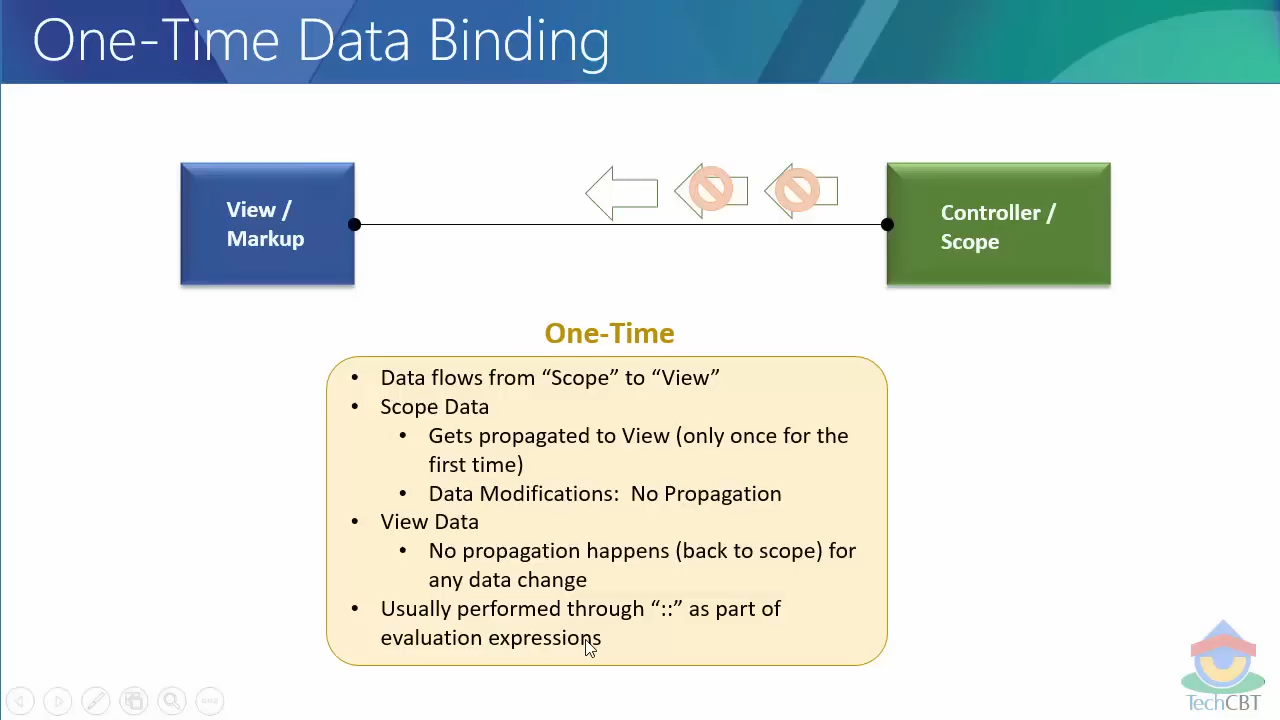 One-Time Data Binding
View /
Markup
Controller /
Scope
One-Time
• Data flows from “Scope” to “View”
• Scope Data
• Gets propagated to View (only once for the
first time)
• Data Modifications:  No Propagation
• View Data
• No propagation happens (back to scope) for
any data change
• Usually performed through “::” as part of
evaluation expressions
TechCBT